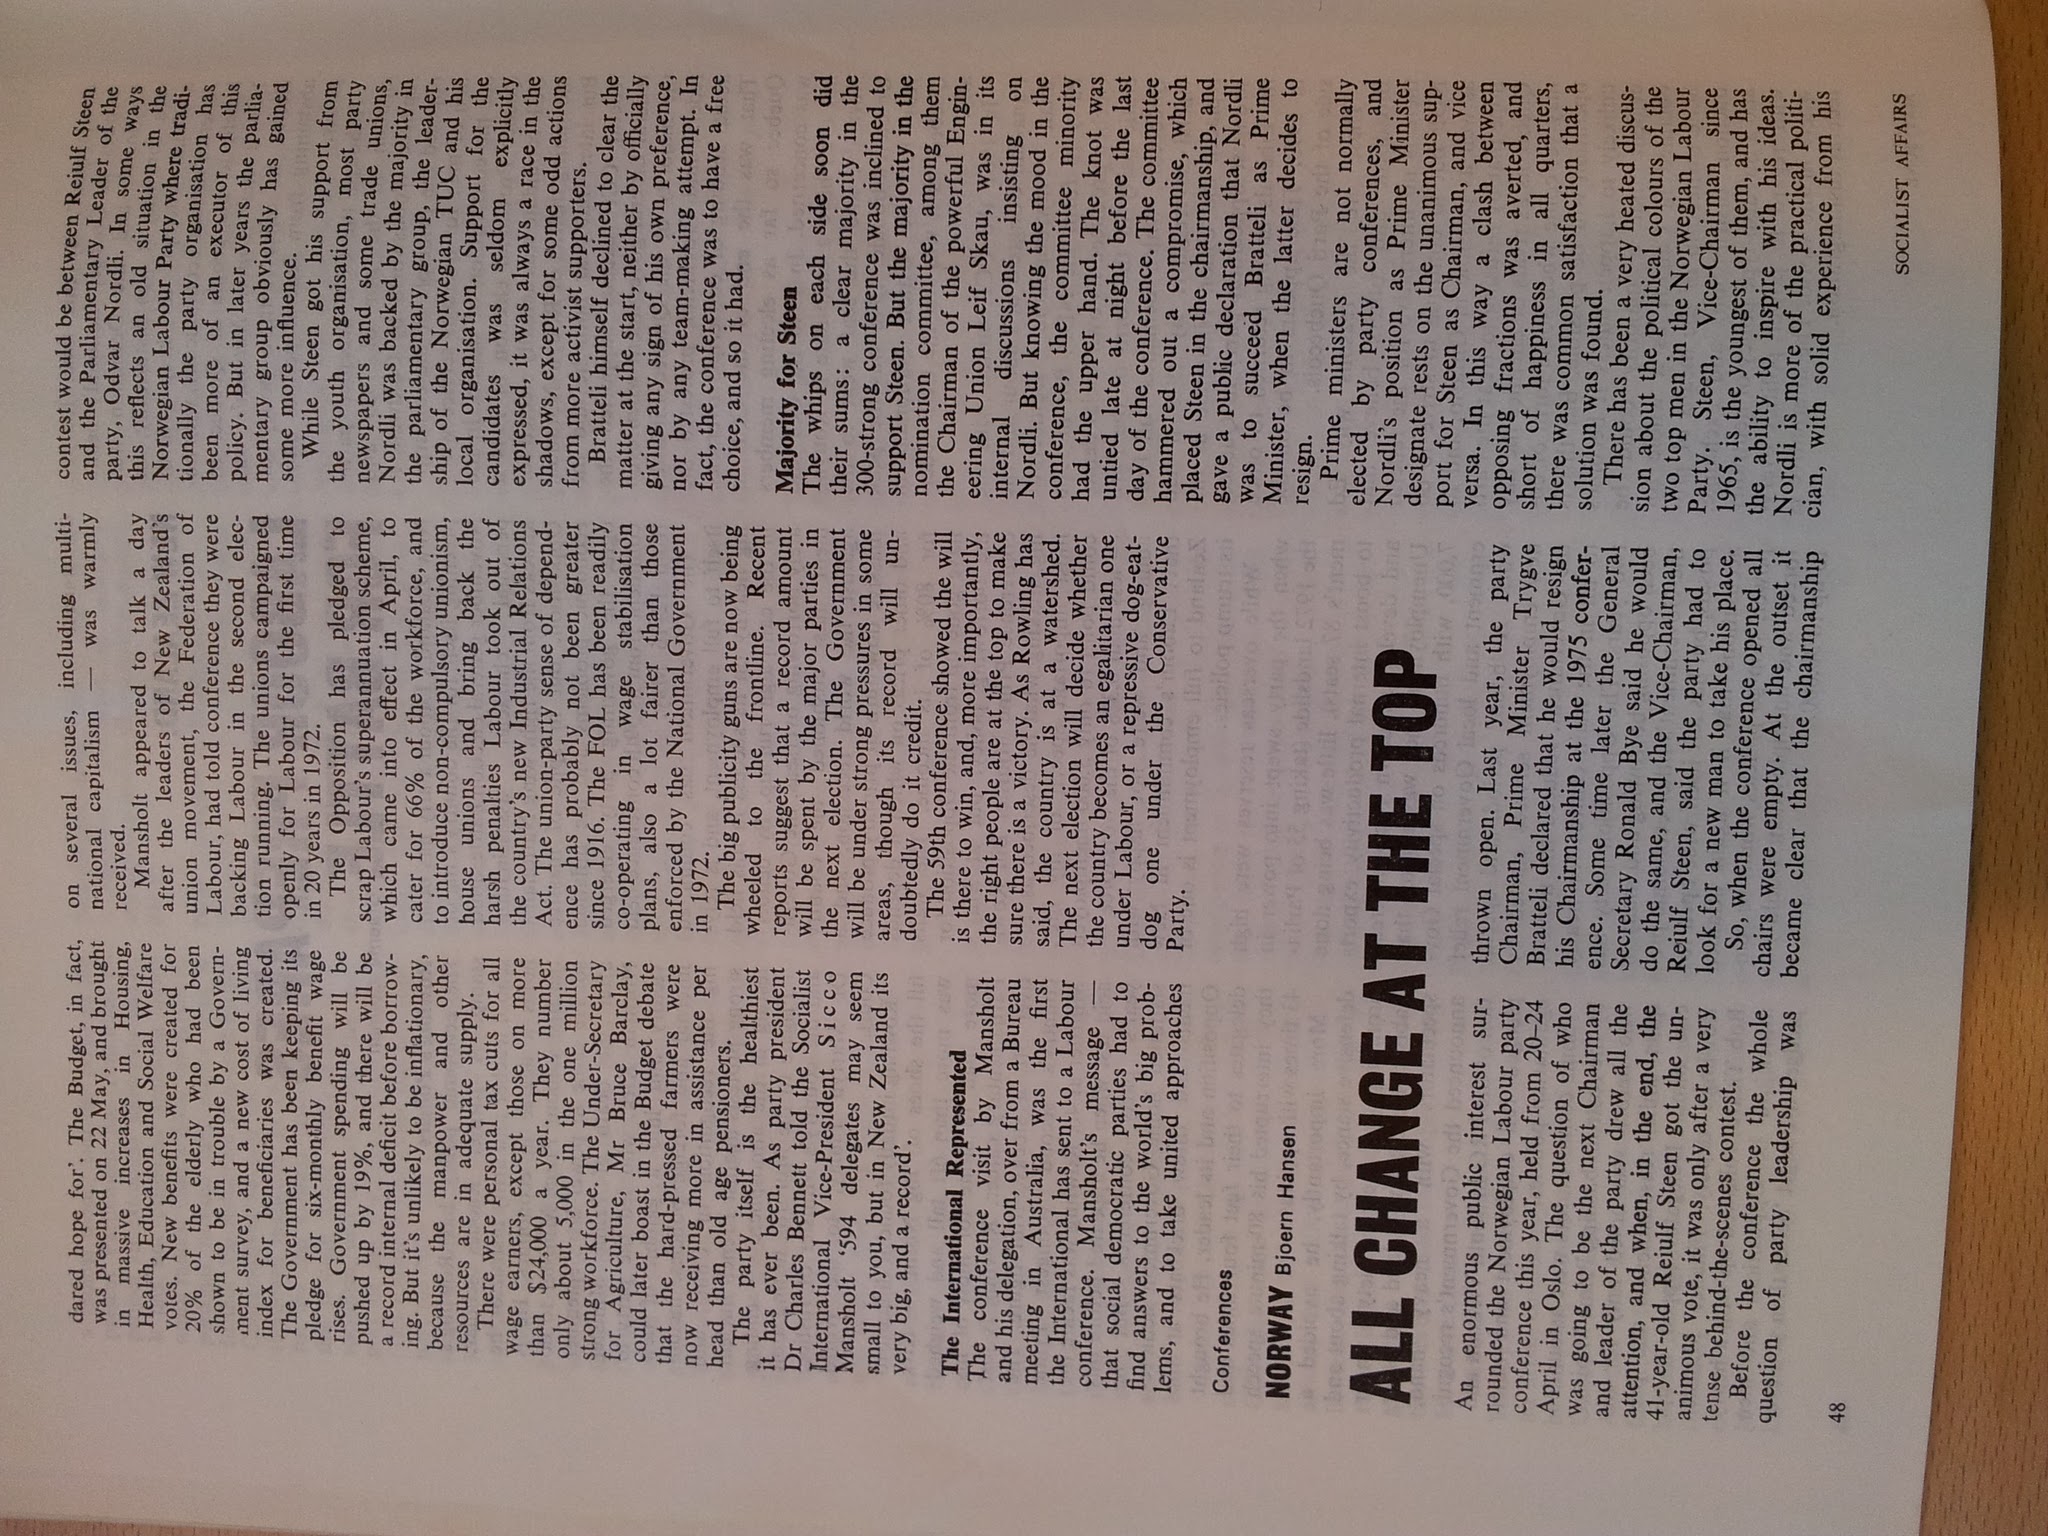 dared hope for'. The Budget, in fact,
was presented on 22 May, and brought
in massive increases in Housing,
Health, Education and Social Welfare
votes. New benefits were created for
20% of the elderly who had been
shown to be in trouble by a Govern-
ment survey, and a new cost of living
index for beneficiaries was created.
The Government has been keeping its
pledge for six-monthly benefit wage
rises. Government spending will be
pushed up by 19%, and there will be
a record internal deficit before borrow-
ing. But it's unlikely to be inflationary,
because the manpower and other
resources are in adequate supply.
There were personal tax cuts for all
wage earners, except those on more
than $24,000 a year. They number
only about 5,000 in the one million
strong workforce. The Under-Secretary
for Agriculture, Mr Bruce Barclay,
could later boast in the Budget debate
that the hard-pressed farmers were
now receiving more in assistance per
head than old age pensioners.
The party itself is the healthiest
it has ever been. As party president
Dr Charles Bennett told the Socialist
International Vice-President Sicco
Mansholt '594 delegates may seem
small to you, but in New Zealand its
very big, and a record'.
The International Represented
The conference visit by Mansholt
and his delegation, over from a Bureau
meeting in Australia, was the first
the International has sent to a Labour
conference. Mansholt's message —
that social democratic parties had to
find answers to the world's big prob-
lems, and to take united approaches
on several issues, including multi-
national capitalism — was warmly
received.
Mansholt appeared to talk a day
after the leaders of New Zealand's
union movement, the Federation of
Labour, had told conference they were
backing Labour in the second elec-
tion running. The unions campaigned
openly for Labour for the first time
in 20 years in 1972.
The Opposition has pledged to
scrap Labour's superannuation scheme,
which came into effect in April, to
cater for 66% of the workforce, and
to introduce non-compulsory unionism,
house unions and bring back the
harsh penalties Labour took out of
the country's new Industrial Relations
Act. The union-party sense of depend-
ence has probably not been greater
since 1916. The FOL has been readily
co-operating in wage stabilisation
plans, also a lot fairer than those
enforced by the National Government
in 1972.
The big publicity guns are now being
wheeled to the frontline. Recent
reports suggest that a record amount
will be spent by the major parties in
the next election. The Government
will be under strong pressures in some
areas, though its record will un-
doubtedly do it credit.
The 59th conference showed the will
is there to win, and, more importantly,
the right people are at the top to make
sure there is a victory. As Rowling has
said, the country is at a watershed.
The next election will decide whether
the country becomes an egalitarian one
under Labour, or a repressive dog-eat-
dog one under the Conservative
Party.
Conferences
NORWAY Bjoern Hansen
ALL CHANGE AT THE TOP
An enormous public interest sur-
rounded the Norwegian Labour party
conference this year, held from 20–24
April in Oslo. The question of who
was going to be the next Chairman
and leader of the party drew all the
attention, and when, in the end, the
41-year-old Reiulf Steen got the un-
animous vote, it was only after a very
tense behind-the-scenes contest.
Before the conference the whole
question of party leadership was
thrown open. Last year, the party
Chairman, Prime Minister Trygve
Bratteli declared that he would resign
his Chairmanship at the 1975 confer-
ence. Some time later the General
Secretary Ronald Bye said he would
do the same, and the Vice-Chairman,
Reiulf Steen, said the party had to
look for a new man to take his place.
So, when the conference opened all
chairs were empty. At the outset it
became clear that the chairmanship
contest would be between Reiulf Steen
and the Parliamentary Leader of the
party, Odvar Nordli. In some ways
this reflects an old situation in the
Norwegian Labour Party where tradi-
tionally the party organisation has
been more of an executor of this
policy. But in later years the parlia-
mentary group obviously has gained
some more influence.
While Steen got his support from
the youth organisation, most party
newspapers and some trade unions,
Nordli was backed by the majority in
the parliamentary group, the leader-
ship of the Norwegian TUC and his
local organisation. Support for the
candidates was seldom explicitly
expressed, it was always a race in the
shadows, except for some odd actions
from more activist supporters.
Bratteli himself declined to clear the
matter at the start, neither by officially
giving any sign of his own preference,
nor by any team-making attempt. In
fact, the conference was to have a free
choice, and so it had.
Majority for Steen
The whips on each side soon did
their sums: a clear majority in the
300-strong conference was inclined to
support Steen. But the majority in the
nomination committee, among them
the Chairman of the powerful Engin-
eering Union Leif Skau, was in its
internal discussions insisting on
Nordli. But knowing the mood in the
conference, the committee minority
had the upper hand. The knot was
untied late at night before the last
day of the conference. The committee
hammered out a compromise, which
placed Steen in the chairmanship, and
gave a public declaration that Nordli
was to succeed Bratteli as Prime
Minister, when the latter decides to
resign.
Prime ministers are not normally
elected by party conferences, and
Nordli's position as Prime Minister
designate rests on the unanimous sup-
port for Steen as Chairman, and vice
versa. In this way a clash between
opposing fractions was averted, and
short of happiness in all quarters,
there was common satisfaction that a
solution was found.
There has been a very heated discus-
sion about the political colours of the
two top men in the Norwegian Labour
Party. Steen, Vice-Chairman since
1965, is the youngest of them, and has
the ability to inspire with his ideas.
Nordli is more of the practical politi-
cian, with solid experience from his
48
SOCIALIST AFFAIRS